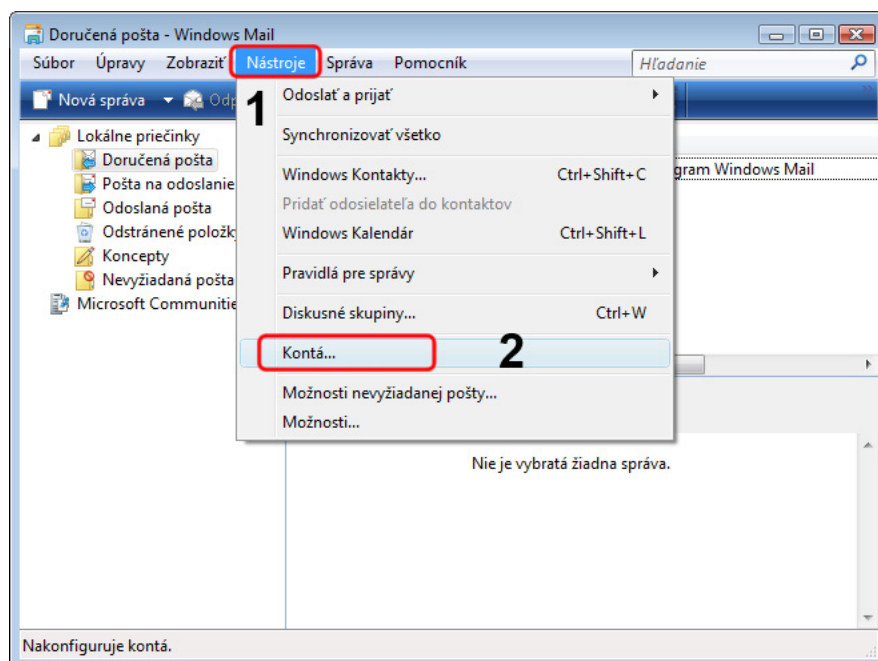 Doručená pošta - Windows Mail
Súbor Úpravy Zobraziť Nástroje Správa Pomocník Hľadanie
Nová správa
1
Odoslať a prijať
Synchronizovať všetko
Windows Kontakty... Ctrl+Shift+C
Pridať odosielateľa do kontaktov
Windows Kalendár Ctrl+Shift+L
Pravidlá pre správy
Diskusné skupiny... Ctrl+W
Kontá... 2
Možnosti nevyžiadanej pošty...
Možnosti...
Lokálne priečinky
Doručená pošta
Pošta na odoslanie
Odoslaná pošta
Odstránené
Koncepty
Nevyžiadaná pošta
Microsoft
Windows Mail
Nie je vybratá žiadna správa.
Nakonfiguruje kontá.